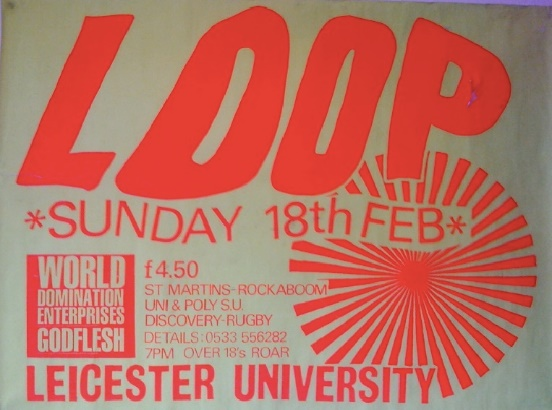 LOOP
*SUNDAY 18th FEB*
WORLD
DOMINATION
ENTERPRISES
GODFLESH
£4.50
ST MARTINS-ROCKABOOM
UNI & POLY S.U.
DISCOVERY-RUGBY
DETAILS:0533 556282
7PM OVER 18's ROAR
LEICESTER UNIVERSITY